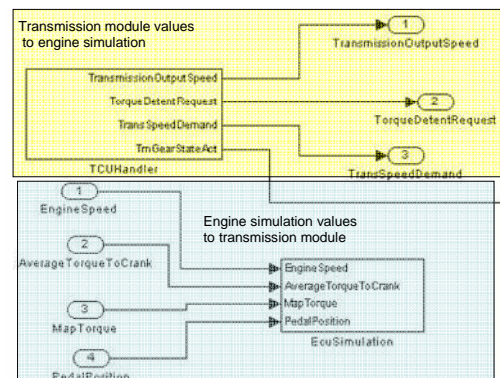 Transmission module values
to engine simulation
1
TransmissionOutputSpeed
TransmissionOutputSpeed
TorqueDetentRequest
TransSpeedDemand
TrnGearStateAct
TCUHandler
2
TorqueDetentRequest
3
TransSpeedDemand
1
EngineSpeed
Engine simulation values
to transmission module
2
AverageTorqueToCrank
3
MapTorque
4
PedalPosition
EngineSpeed
AverageTorqueToCrank
MapTorque
PedalPosition
EcuSimulation